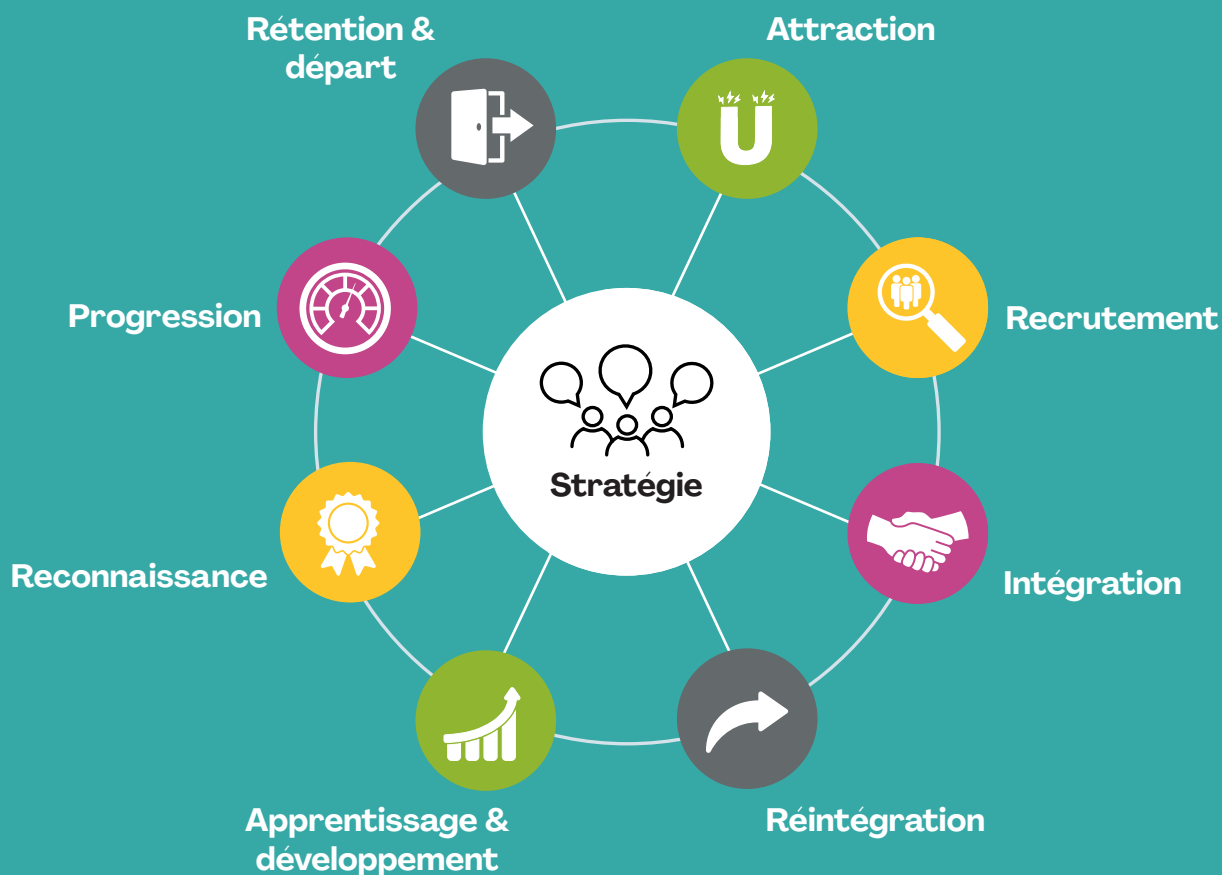 Rétention &
départ
Attraction
Progression
Recrutement
Stratégie
Reconnaissance
Intégration
Apprentissage &
développement
Réintégration